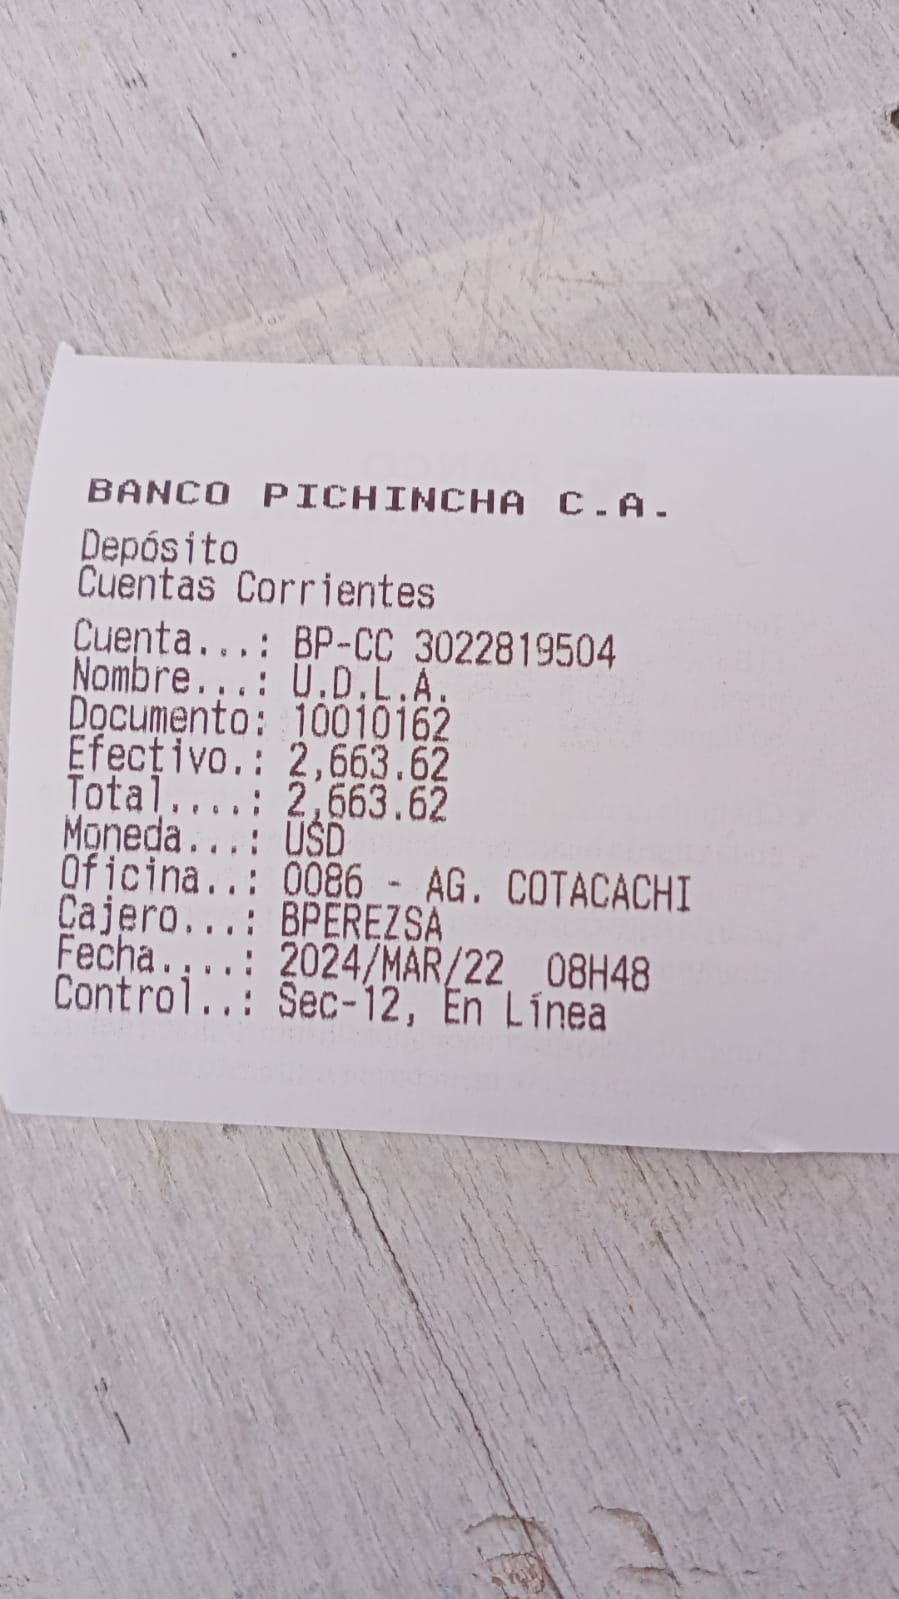 BANCO PICHINCHA C.A.
Depósito
Cuentas Corrientes
Cuenta...: BP-CC 3022819504
Nombre...: U.D.L.A.
Documento: 10010162
Efectivo.: 2,663.62
Total....: 2,663.62
Moneda...: USD
Oficina..: 0086 - AG. COTACACHI
Cajero...: BPEREZSA
Fecha....: 2024/MAR/22 08H48
Control..: Sec-12, En Línea